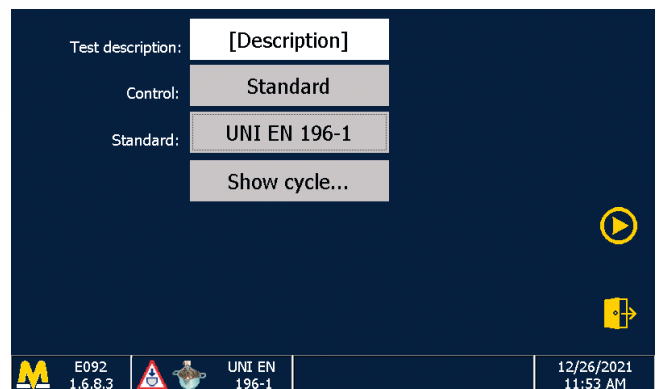 Test description: [Description]
Control: Standard
Standard: UNI EN 196-1
Show cycle...
E092
1.6.8.3
UNI EN
196-1
12/26/2021
11:53 AM